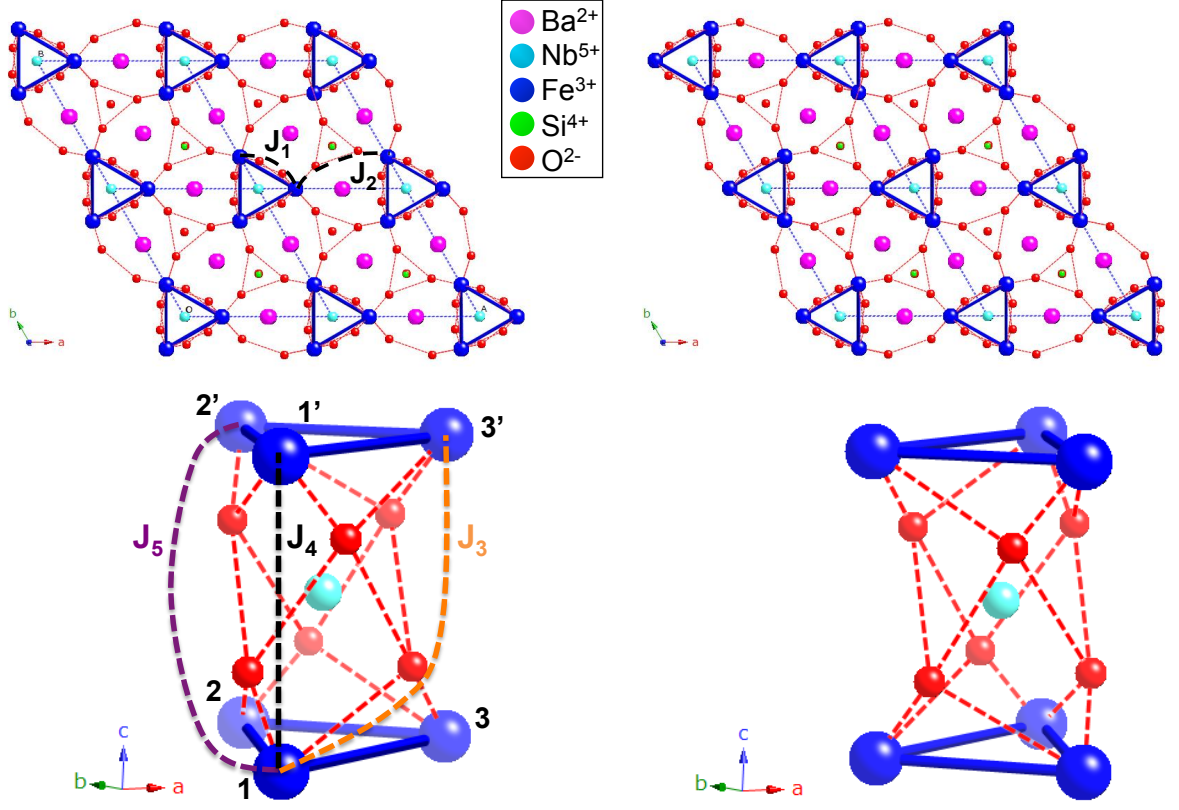 B
J₁
J₂
O
A
b
a
Ba²⁺
Nb⁵⁺
Fe³⁺
Si⁴⁺
O²⁻
b
a
2’
1’
3’
J₅
J₄
J₃
2
3
1
c
b
a
c
b
a